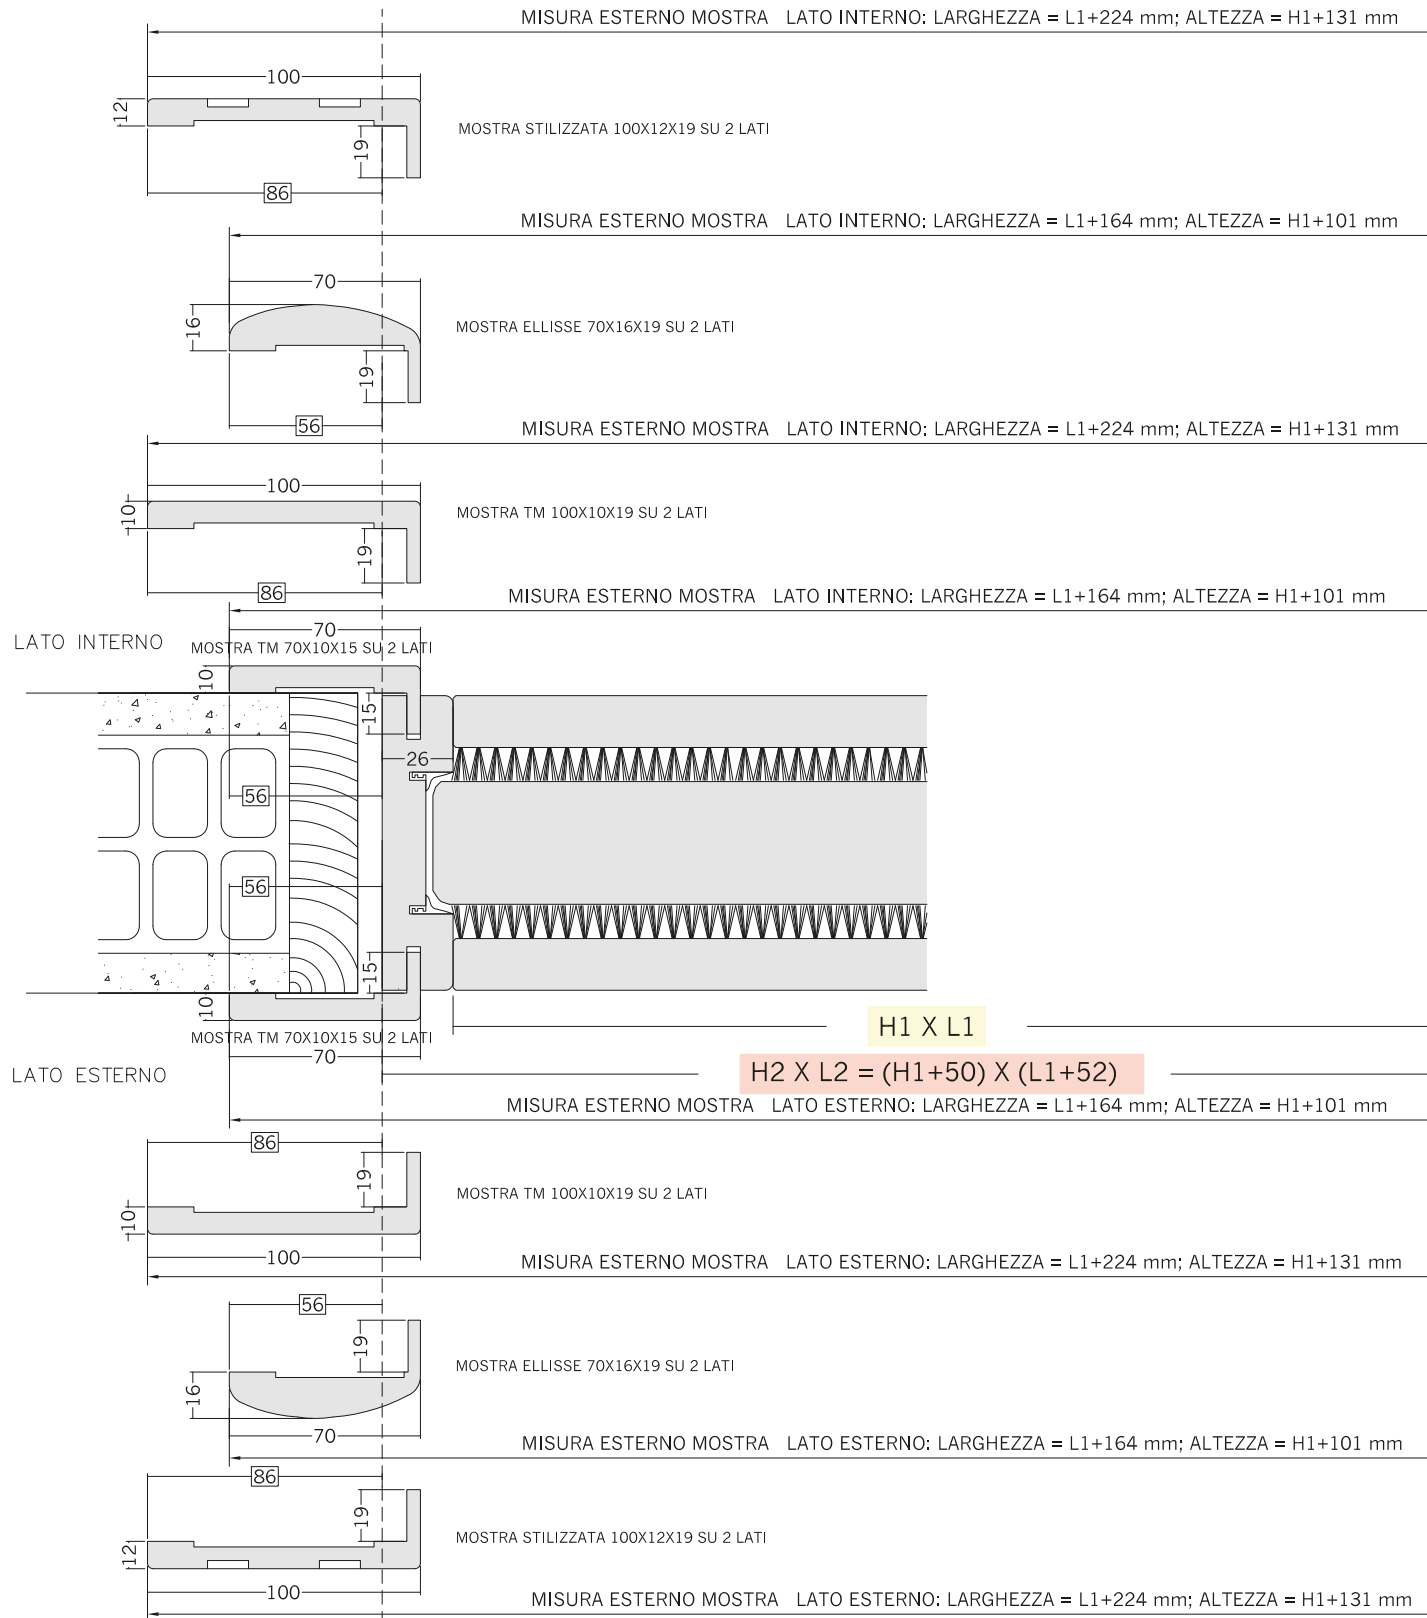 MISURA ESTERNO MOSTRA LATO INTERNO: LARGHEZZA = L1+224 mm; ALTEZZA = H1+131 mm
100
12
MOSTRA STILIZZATA 100X12X19 SU 2 LATI
19
86
MISURA ESTERNO MOSTRA LATO INTERNO: LARGHEZZA = L1+164 mm; ALTEZZA = H1+101 mm
70
16
MOSTRA ELLISSE 70X16X19 SU 2 LATI
19
56
MISURA ESTERNO MOSTRA LATO INTERNO: LARGHEZZA = L1+224 mm; ALTEZZA = H1+131 mm
100
10
MOSTRA TM 100X10X19 SU 2 LATI
19
86
MISURA ESTERNO MOSTRA LATO INTERNO: LARGHEZZA = L1+164 mm; ALTEZZA = H1+101 mm
70
LATO INTERNO
MOSTRA TM 70X10X15 SU 2 LATI
10
15
26
56
56
15
10
H1 X L1
MOSTRA TM 70X10X15 SU 2 LATI
70
LATO ESTERNO
H2 X L2 = (H1+50) X (L1+52)
MISURA ESTERNO MOSTRA LATO ESTERNO: LARGHEZZA = L1+164 mm; ALTEZZA = H1+101 mm
86
19
MOSTRA TM 100X10X19 SU 2 LATI
10
100
MISURA ESTERNO MOSTRA LATO ESTERNO: LARGHEZZA = L1+224 mm; ALTEZZA = H1+131 mm
56
19
MOSTRA ELLISSE 70X16X19 SU 2 LATI
16
70
MISURA ESTERNO MOSTRA LATO ESTERNO: LARGHEZZA = L1+164 mm; ALTEZZA = H1+101 mm
86
19
MOSTRA STILIZZATA 100X12X19 SU 2 LATI
12
100
MISURA ESTERNO MOSTRA LATO ESTERNO: LARGHEZZA = L1+224 mm; ALTEZZA = H1+131 mm